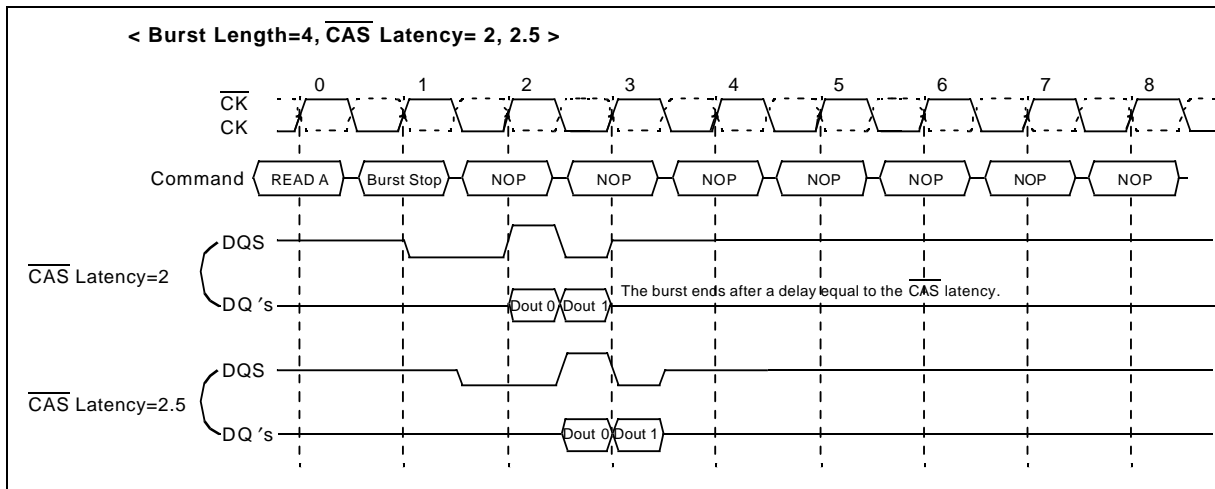 < Burst Length=4, CAS Latency= 2, 2.5 >
0 1 2 3 4 5 6 7 8
CK
CK
Command READ A Burst Stop NOP NOP NOP NOP NOP NOP NOP
DQS
CAS Latency=2
The burst ends after a delay equal to the CAS latency.
DQ 's Dout 0 Dout 1
DQS
CAS Latency=2.5
DQ 's Dout 0 Dout 1